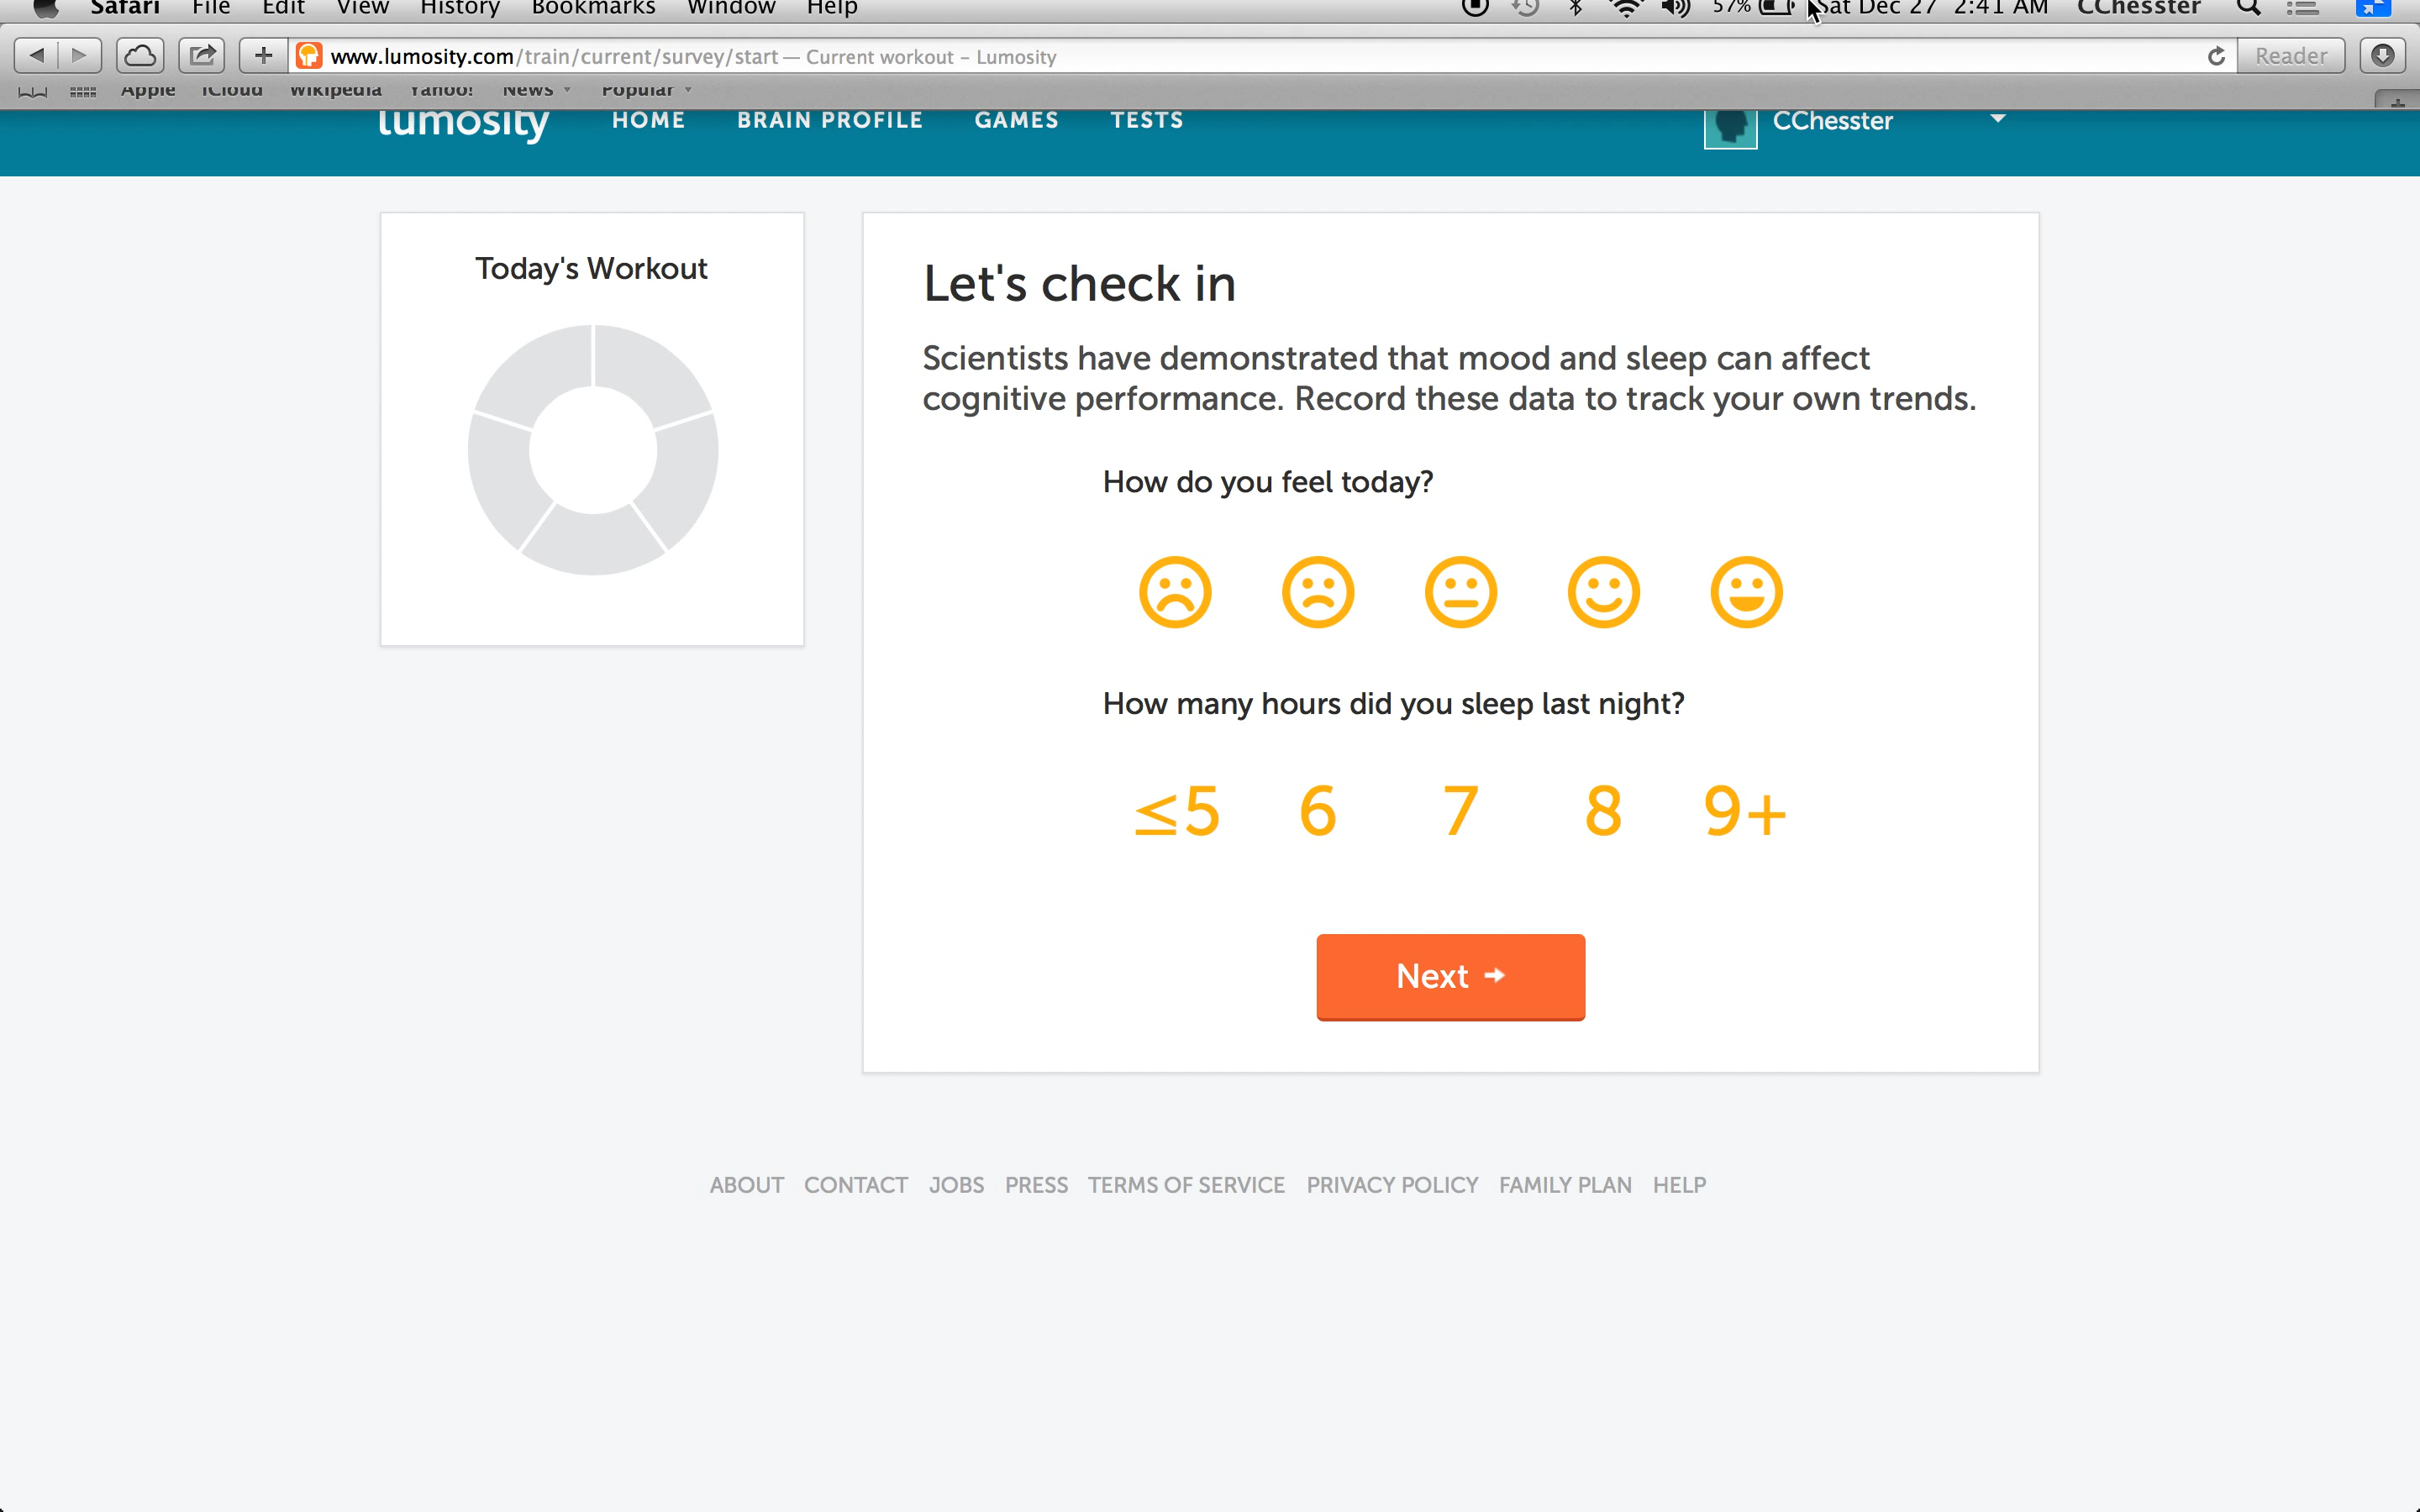 Safari File Edit View History Bookmarks Window Help 57% Sat Dec 27 2:41 AM CChesster
www.lumosity.com/train/current/survey/start — Current workout – Lumosity Reader
Apple iCloud Wikipedia Yahoo! News Popular
lumosity HOME BRAIN PROFILE GAMES TESTS CChesster
Today's Workout
Let's check in
Scientists have demonstrated that mood and sleep can affect
cognitive performance. Record these data to track your own trends.
How do you feel today?
How many hours did you sleep last night?
≤5 6 7 8 9+
Next
ABOUT CONTACT JOBS PRESS TERMS OF SERVICE PRIVACY POLICY FAMILY PLAN HELP